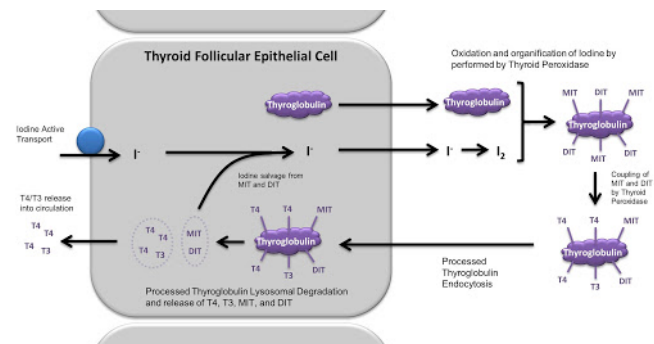 Thyroid Follicular Epithelial Cell
Oxidation and organification of Iodine by
performed by Thyroid Peroxidase
Thyroglobulin
Thyroglobulin
MIT DIT MIT
Thyroglobulin
DIT MIT DIT
Iodine Active
Transport
I-
I-
I-
I2
Iodine salvage from
MIT and DIT
Coupling of
MIT and DIT
by Thyroid
Peroxidase
T4/T3 release
into circulation
T4
T4
T4
T3
T4
T4
T4
T3
MIT
DIT
T4 T4 MIT
Thyroglobulin
T4 T3 DIT
T4 T4 MIT
Thyroglobulin
T4 T3 DIT
Processed
Thyroglobulin
Endocytosis
Processed Thyroglobulin Lysosomal Degradation
and release of T4, T3, MIT, and DIT